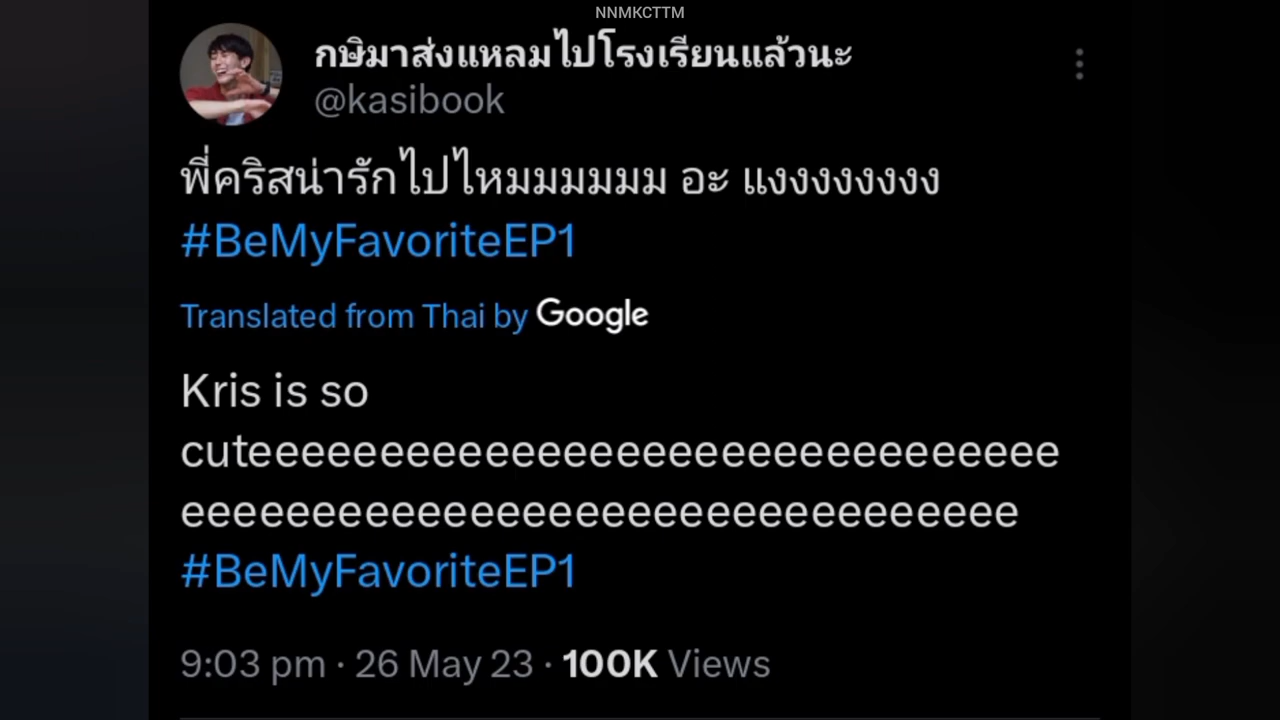 NNMKCTTM
กษิมาส่งแหลมไปโรงเรียนแล้วนะ
@kasibook
พี่คริสน่ารักไปไหมมมมมม อะ แงงงงงงงง
#BeMyFavoriteEP1
Translated from Thai by Google
Kris is so
cuteeeeeeeeeeeeeeeeeeeeeeeeeeeeeee
eeeeeeeeeeeeeeeeeeeeeeeeeeeeeeee
#BeMyFavoriteEP1
9:03 pm · 26 May 23 · 100K Views